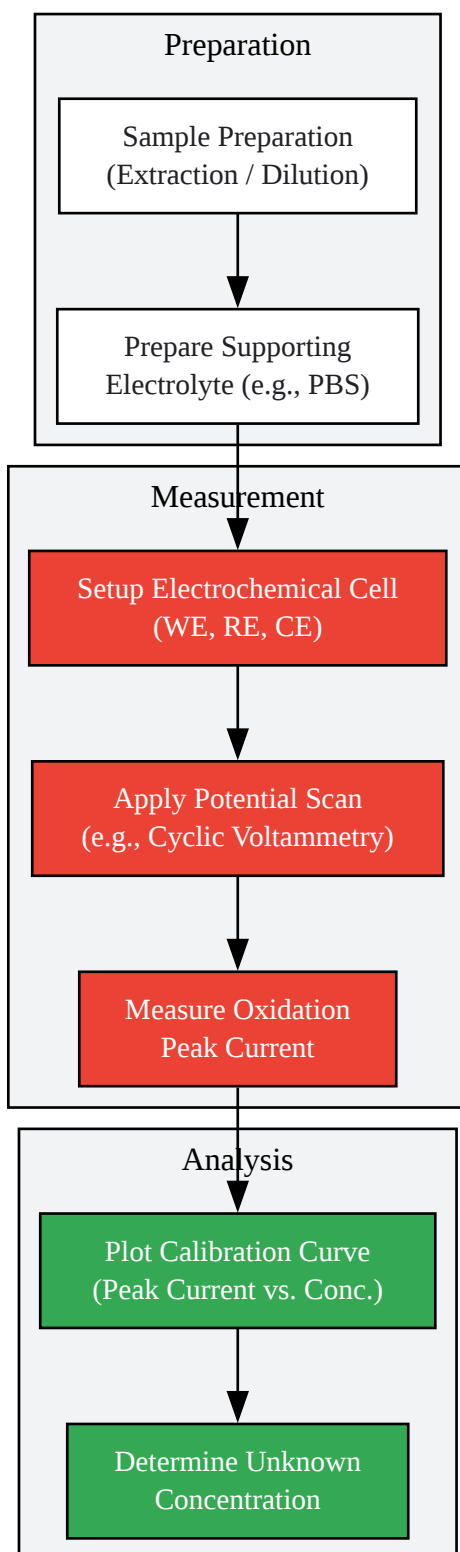 Preparation
Sample Preparation
(Extraction / Dilution)
Prepare Supporting
Electrolyte (e.g., PBS)
Measurement
Setup Electrochemical Cell
(WE, RE, CE)
Apply Potential Scan
(e.g., Cyclic Voltammetry)
Measure Oxidation
Peak Current
Analysis
Plot Calibration Curve
(Peak Current vs. Conc.)
Determine Unknown
Concentration